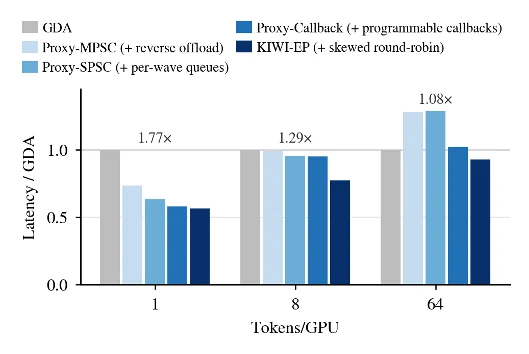 GDA
Proxy-MPSC (+ reverse offload)
Proxy-SPSC (+ per-wave queues)
Proxy-Callback (+ programmable callbacks)
KIWI-EP (+ skewed round-robin)
Latency / GDA
1.0
0.5
0.0
1.77×
1.29×
1.08×
1
8
64
Tokens/GPU